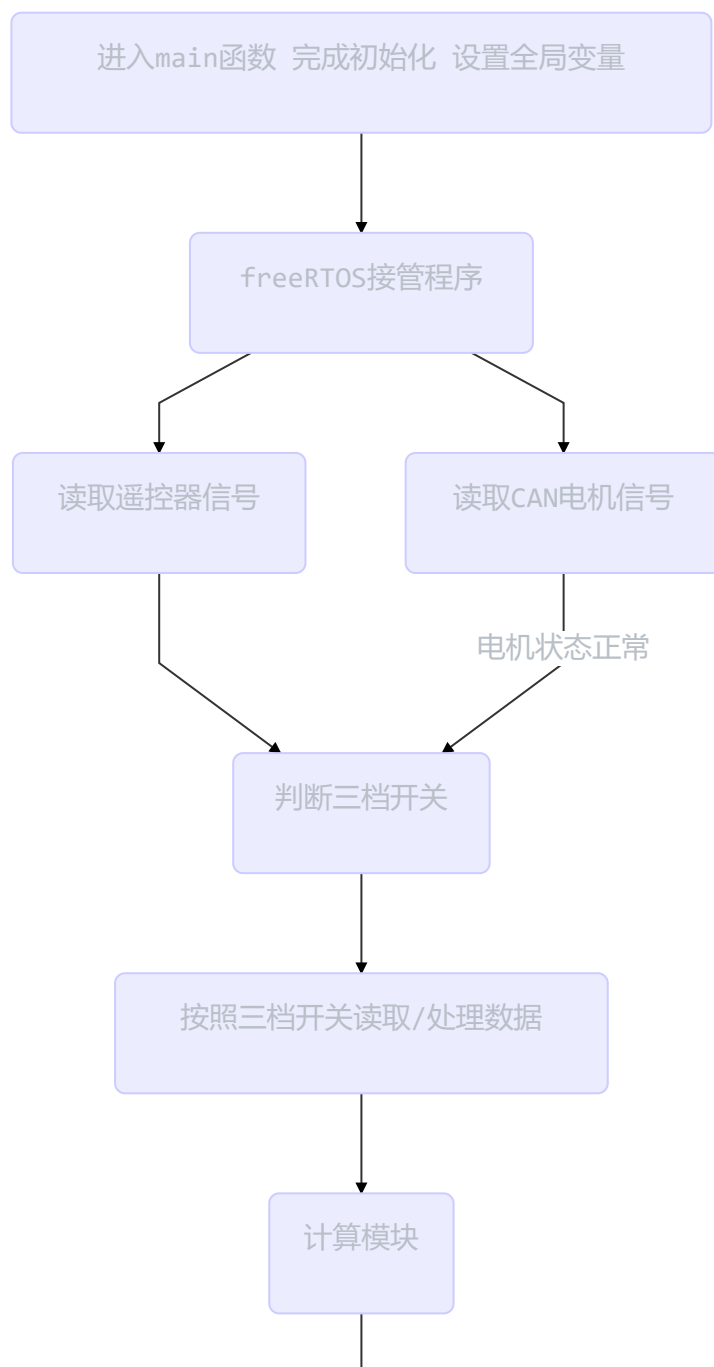 进入main函数 完成初始化 设置全局变量
freeRTOS接管程序
读取遥控器信号
读取CAN电机信号
电机状态正常
判断三档开关
按照三档开关读取/处理数据
计算模块